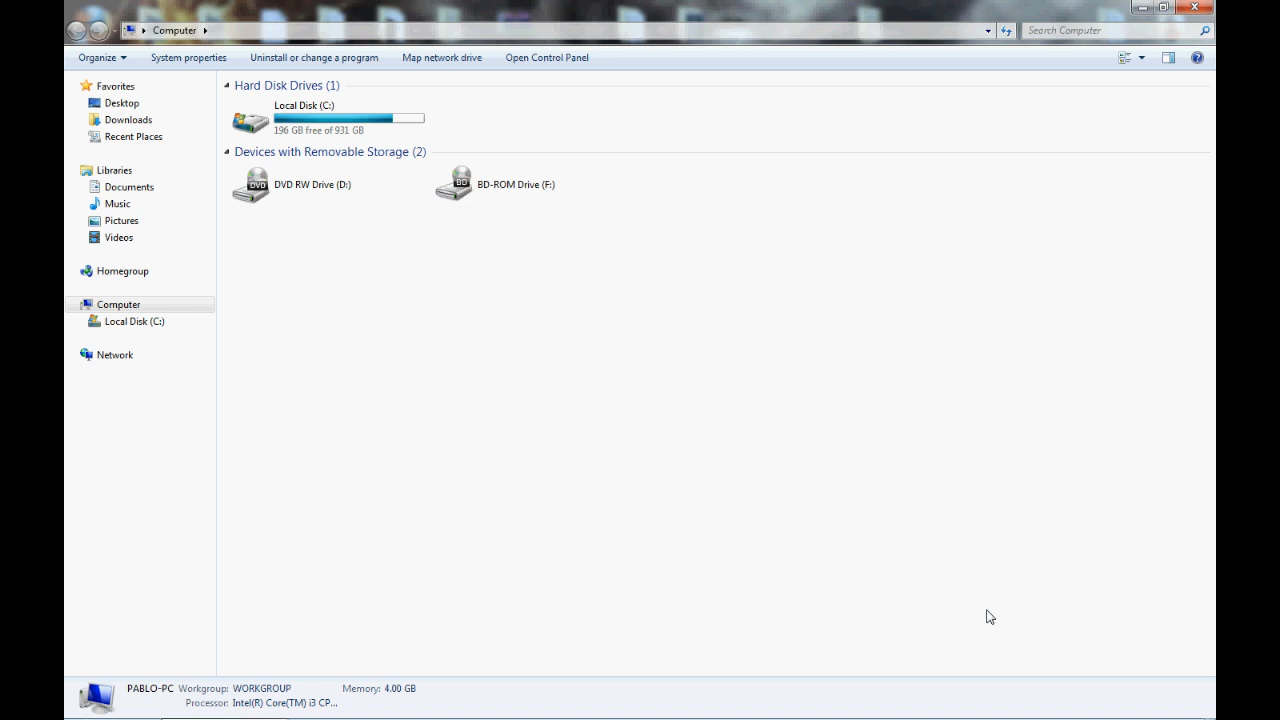 Computer
Search Computer
Organize System properties Uninstall or change a program Map network drive Open Control Panel
Favorites
Desktop
Downloads
Recent Places
Libraries
Documents
Music
Pictures
Videos
Homegroup
Computer
Local Disk (C:)
Network
Hard Disk Drives (1)
Local Disk (C:)
196 GB free of 931 GB
Devices with Removable Storage (2)
DVD
DVD RW Drive (D:)
BD
BD-ROM Drive (F:)
PABLO-PC Workgroup: WORKGROUP Memory: 4.00 GB
Processor: Intel(R) Core(TM) i3 CP...